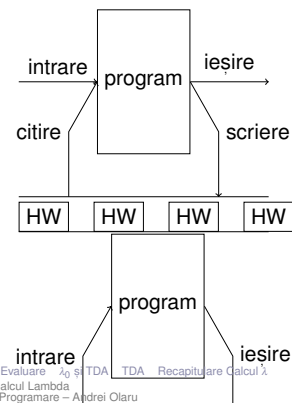 intrare program ieșire
citire scriere
HW HW HW HW
program
intrare ieșire
Evaluare λ₀ și TDA TDA Recapitulare Calcul λ
alcul Lambda
Programare – Andrei Olaru